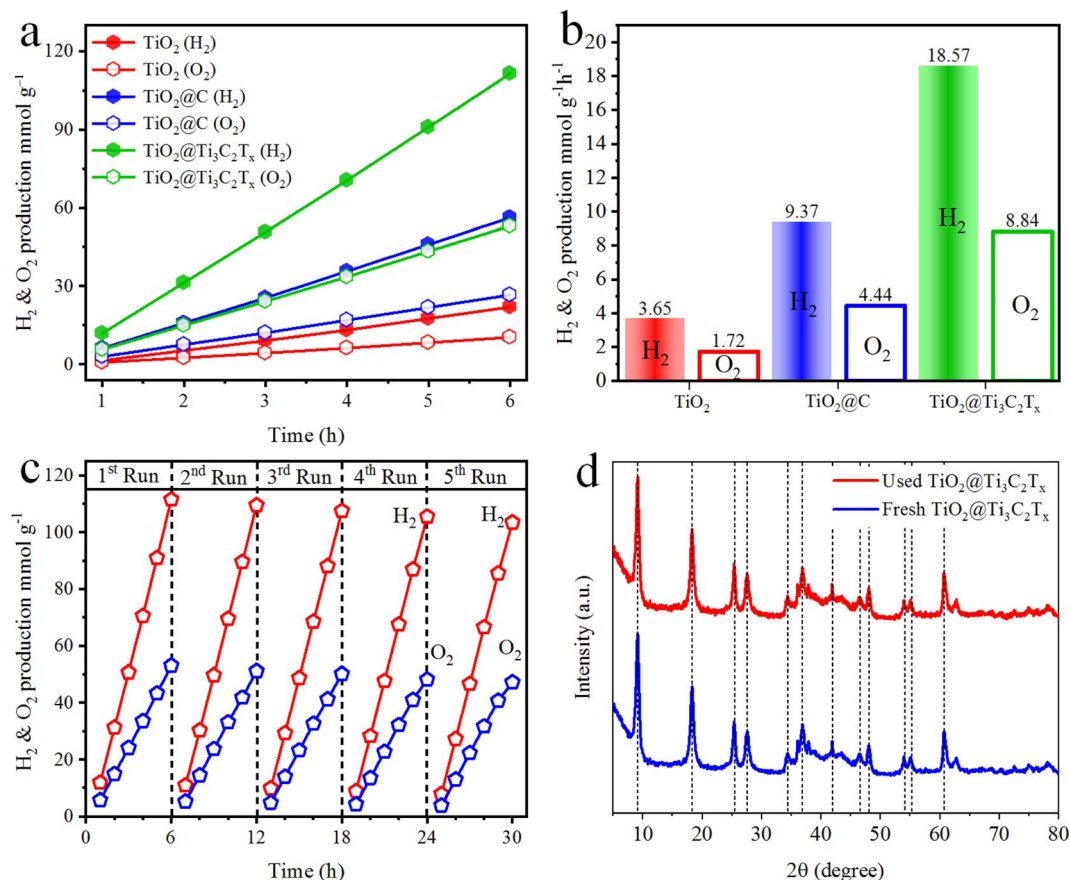 a
H₂ & O₂ production mmol g⁻¹
120
90
60
30
0
TiO₂ (H₂)
TiO₂ (O₂)
TiO₂@C (H₂)
TiO₂@C (O₂)
TiO₂@Ti₃C₂Tₓ (H₂)
TiO₂@Ti₃C₂Tₓ (O₂)
1 2 3 4 5 6
Time (h)
b
H₂ & O₂ production mmol g⁻¹h⁻¹
20
18
16
14
12
10
8
6
4
2
0
3.65
H₂
1.72
O₂
9.37
H₂
4.44
O₂
18.57
H₂
8.84
O₂
TiO₂ TiO₂@C TiO₂@Ti₃C₂Tₓ
c
H₂ & O₂ production mmol g⁻¹
120
100
80
60
40
20
0
1ˢᵗ Run 2ⁿᵈ Run 3ʳᵈ Run 4ᵗʰ Run 5ᵗʰ Run
H₂ H₂
O₂ O₂
0 6 12 18 24 30
Time (h)
d
Intensity (a.u.)
Used TiO₂@Ti₃C₂Tₓ
Fresh TiO₂@Ti₃C₂Tₓ
10 20 30 40 50 60 70 80
2θ (degree)